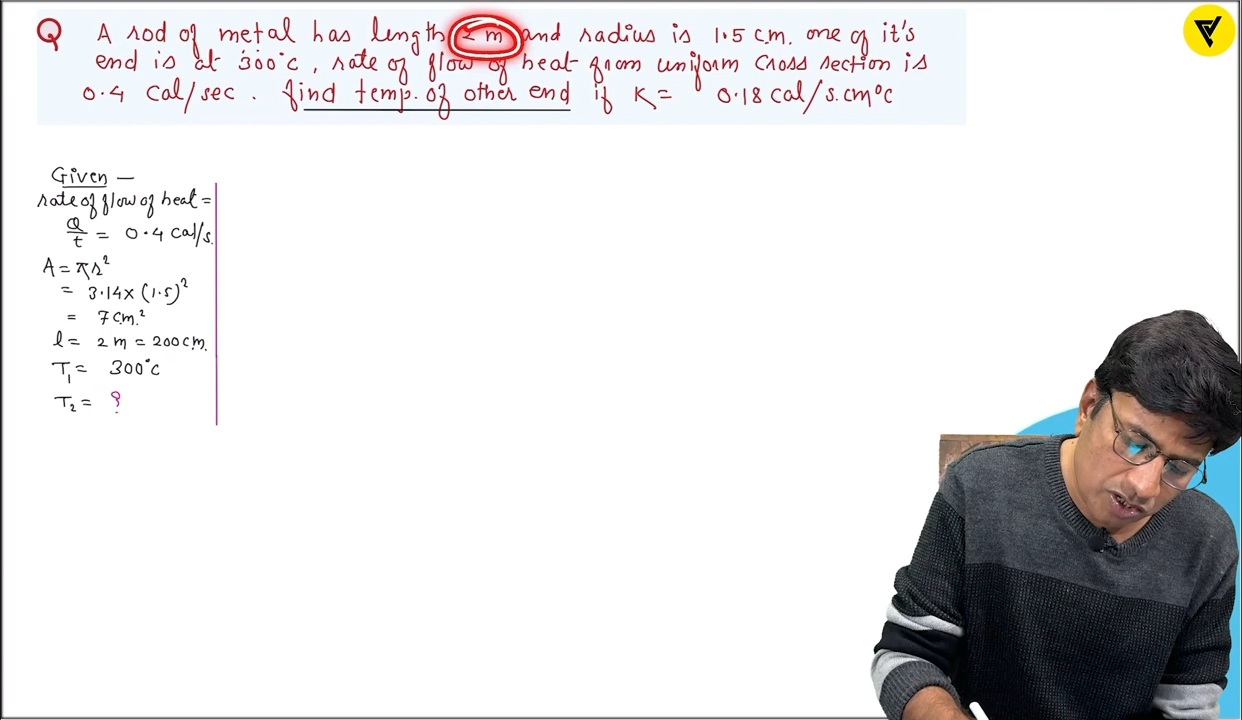 Q A rod of metal has length 2 m and radius is 1.5 c.m. one of it's
end is at 300°c, rate of flow of heat from uniform cross section is
0.4 cal/sec. find temp. of other end if K = 0.18 cal/s.cm°c
Given —
rate of flow of heat =
Q/t = 0.4 cal/s.
A = πr²
= 3.14 x (1.5)²
= 7 cm.²
l = 2 m = 200 cm.
T₁ = 300°c
T₂ = ?